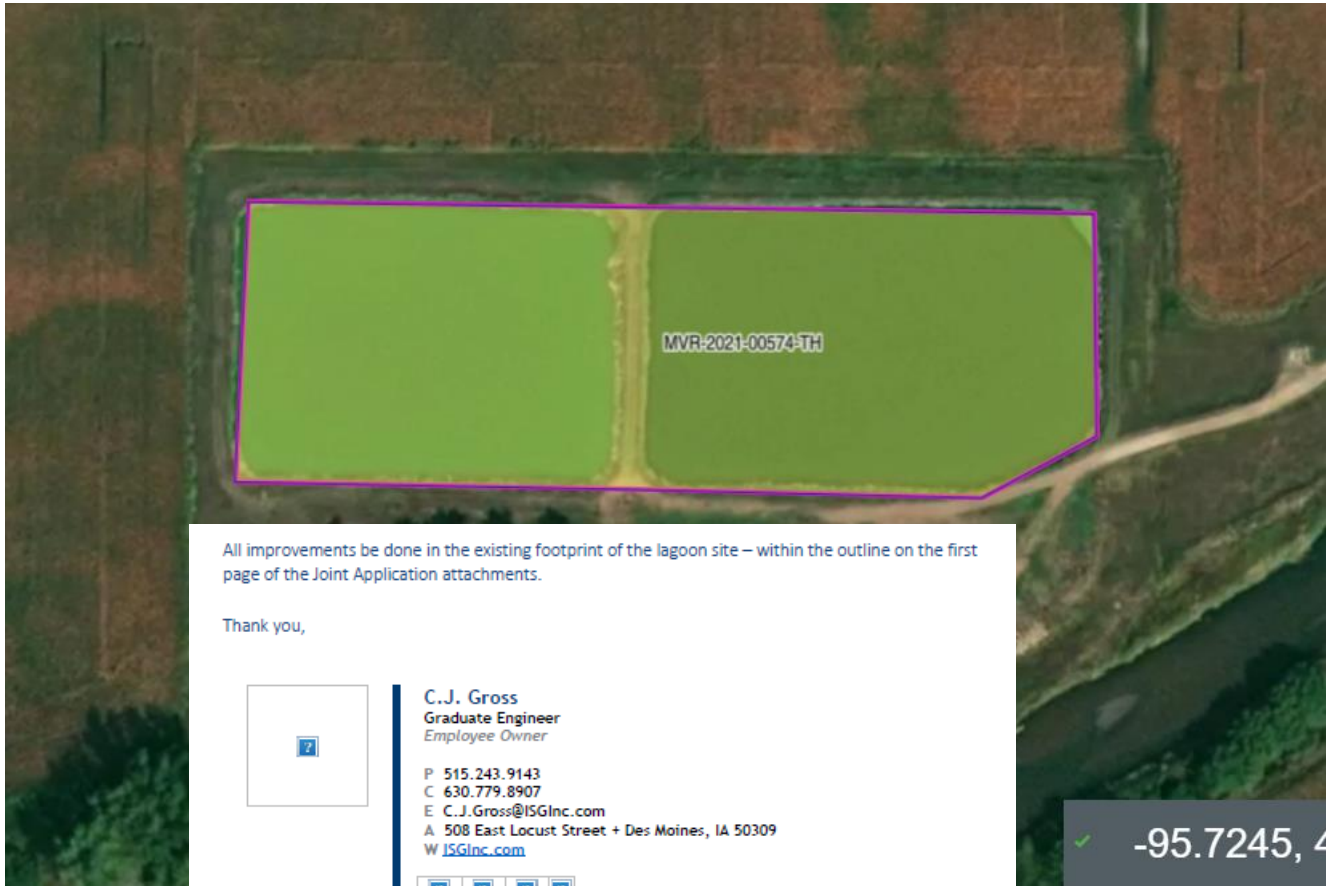 MVR-2021-00574-TH
All improvements be done in the existing footprint of the lagoon site – within the outline on the first
page of the Joint Application attachments.
Thank you,
C.J. Gross
Graduate Engineer
Employee Owner
P 515.243.9143
C 630.779.8907
E C.J.Gross@ISGInc.com
A 508 East Locust Street + Des Moines, IA 50309
W ISGInc.com
-95.7245, 4